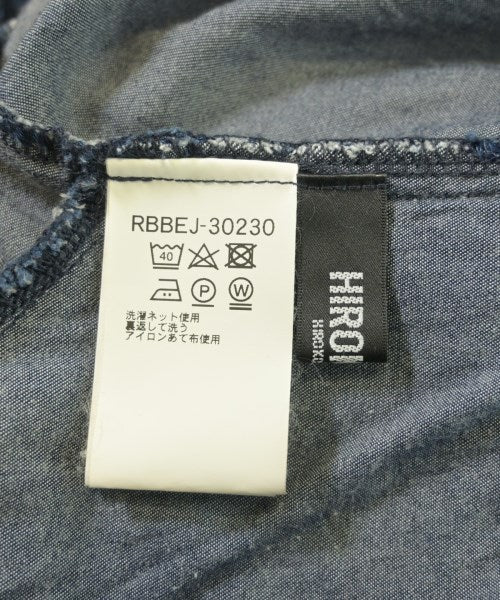 RBBEJ-30230
40
P W
洗濯ネット使用
裏返して洗う
アイロンあて布使用
HIROK